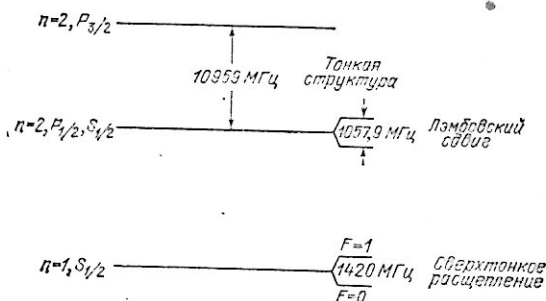 n=2, P3/2
10959 МГц
Тонкая
структура
n=2, P1/2, S1/2
1057,9 МГц
Лэмбовский
сдвиг
F=1
n=1, S1/2
1420 МГц
Сверхтонкое
расщепление
F=0